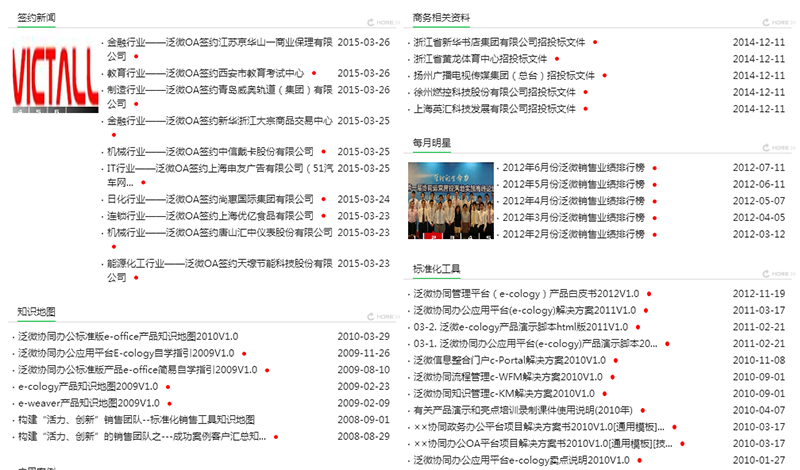 签约新闻
HOME >>
VICTALL
金融行业——泛微OA签约江苏京华山一商业保理有限公司 2015-03-26
教育行业——泛微OA签约西安市教育考试中心 2015-03-26
制造行业——泛微OA签约青岛威奥轨道（集团）有限公司 2015-03-26
金融行业——泛微OA签约新华浙江大宗商品交易中心 2015-03-25
机械行业——泛微OA签约中信戴卡股份有限公司 2015-03-25
IT行业——泛微OA签约上海申友广告有限公司（51汽车网... 2015-03-25
日化行业——泛微OA签约尚惠国际集团有限公司 2015-03-24
连锁行业——泛微OA签约上海优亿食品有限公司 2015-03-23
机械行业——泛微OA签约唐山汇中仪表股份有限公司 2015-03-23
能源化工行业——泛微OA签约天壕节能科技股份有限公司 2015-03-23
知识地图
HOME >>
泛微协同办公标准版e-office产品知识地图2010V1.0 2010-03-29
泛微协同办公应用平台E-cology自学指引2009V1.0 2009-11-26
泛微协同办公标准版产品e-office简易自学指引2009V1.0 2009-08-10
e-cology产品知识地图2009V1.0 2009-02-23
e-weaver产品知识地图2009V1.0 2009-02-09
构建“活力、创新”销售团队--标准化销售工具知识地图 2008-09-01
构建“活力、创新”的销售团队之---成功案例客户汇总知... 2008-08-29
商务相关资料
HOME >>
浙江省新华书店集团有限公司招投标文件 2014-12-11
浙江省黄龙体育中心招投标文件 2014-12-11
扬州广播电视传媒集团（总台）招投标文件 2014-12-11
徐州燃控科技股份有限公司招投标文件 2014-12-11
上海英汇科技发展有限公司招投标文件 2014-12-11
每月明星
HOME >>
2012年6月份泛微销售业绩排行榜 2012-07-11
2012年5月份泛微销售业绩排行榜 2012-06-11
2012年4月份泛微销售业绩排行榜 2012-05-07
2012年3月份泛微销售业绩排行榜 2012-04-05
2012年2月份泛微销售业绩排行榜 2012-03-12
标准化工具
HOME >>
泛微协同管理平台（e-cology）产品白皮书2012V1.0 2012-11-19
泛微协同办公应用平台(e-cology)解决方案2011V1.0 2011-03-17
03-2. 泛微e-cology产品演示脚本html版2011V1.0 2011-02-21
03-1. 泛微协同办公应用平台(e-cology)产品演示脚本20... 2011-02-21
泛微信息整合门户c-Portal解决方案2010V1.0 2010-11-08
泛微协同流程管理c-WFM解决方案2010V1.0 2010-09-01
泛微协同知识管理c-KM解决方案2010V1.0 2010-09-01
有关产品演示和亮点培训录制课件使用说明(2010年) 2010-04-07
××协同政务办公平台项目解决方案书2010V1.0[通用模板]... 2010-03-17
××协同办公OA平台项目解决方案书2010V1.0[通用模板][技... 2010-03-17
泛微协同办公应用平台e-cology卖点说明2010V1.0 2010-01-27